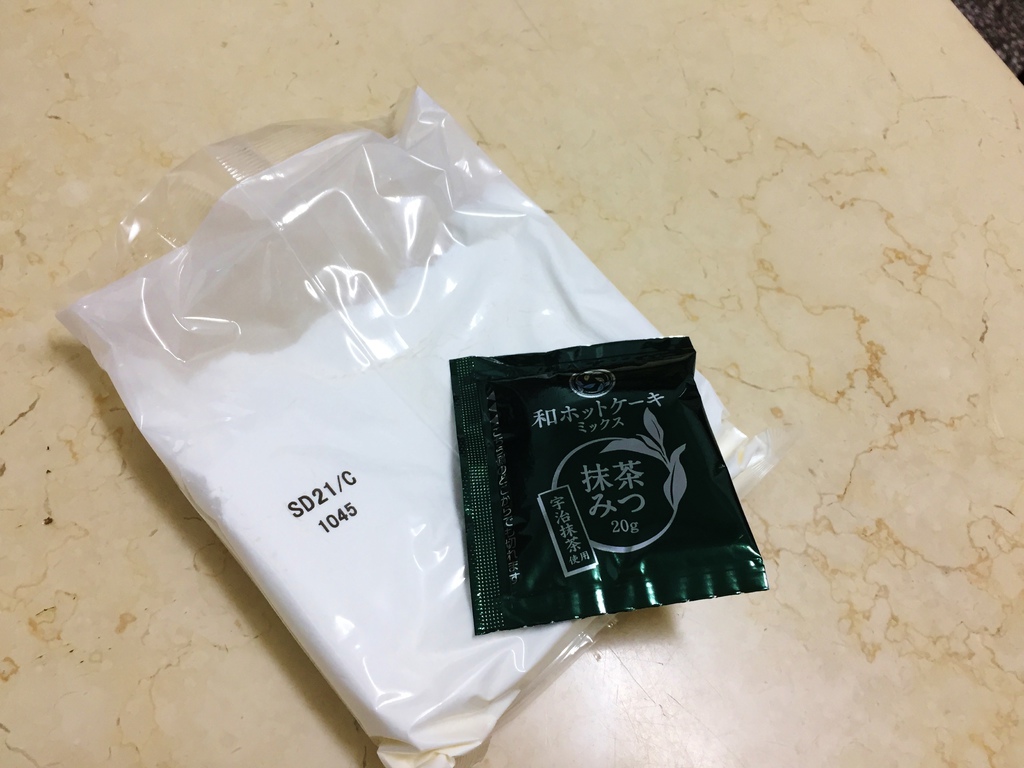 SD21/C
1045
和ホットケーキ
ミックス
抹茶
みつ
20g
宇治抹茶使用